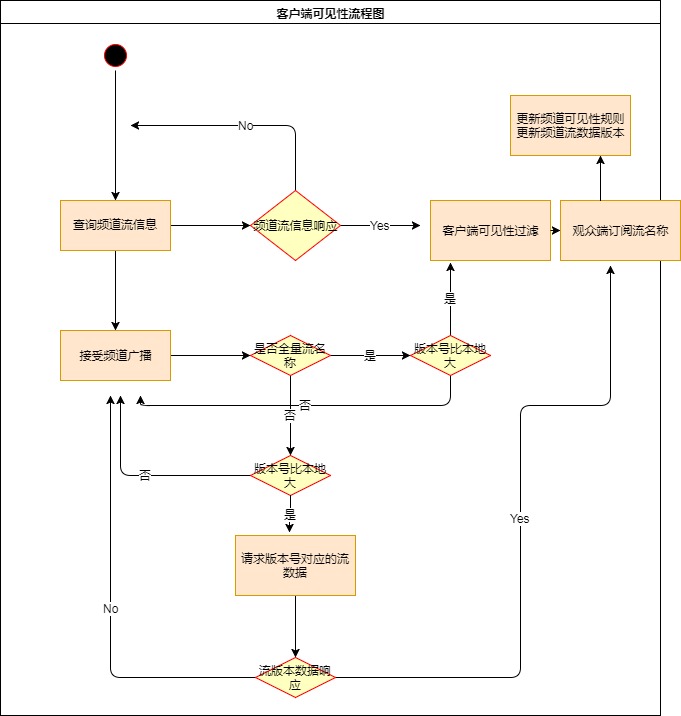 客户端可见性流程图
更新频道可见性规则
更新频道流数据版本
No
查询频道流信息
频道流信息响应
Yes
客户端可见性过滤
观众端订阅流名称
是
接受频道广播
是否全量流名
称
是
版本号比本地
大
否
否
版本号比本地
大
否
是
Yes
请求版本号对应的流
数据
No
流版本数据响
应